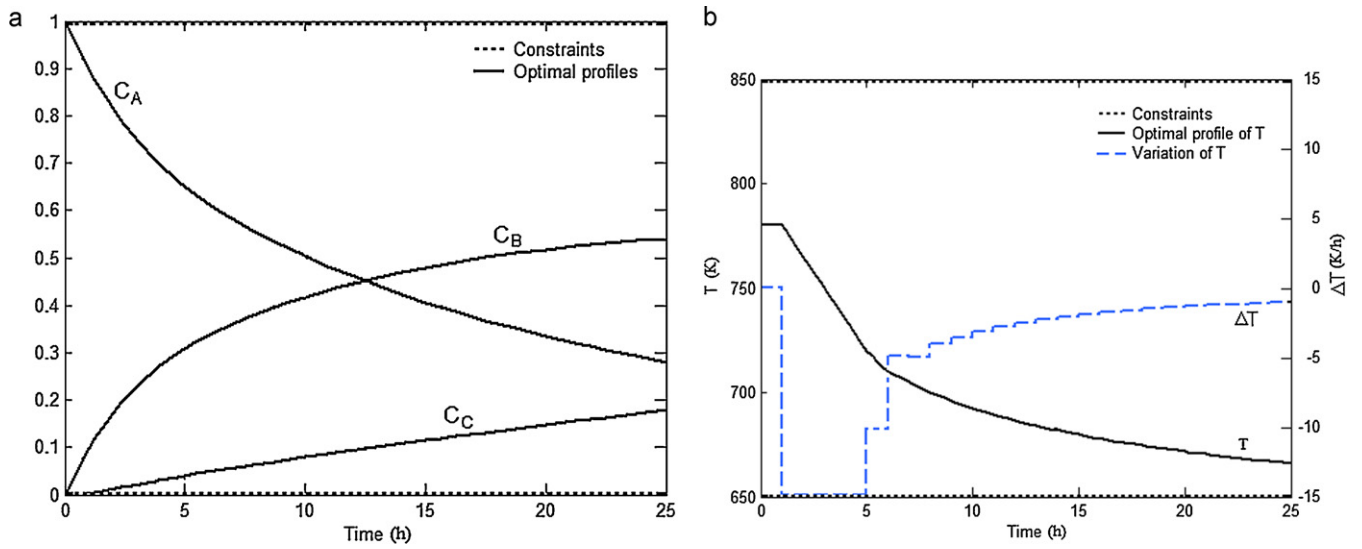 a
1
0.9
0.8
0.7
0.6
0.5
0.4
0.3
0.2
0.1
0
0
5
10
15
20
25
Time (h)
Constraints
Optimal profiles
C_A
C_B
C_C
b
850
800
750
700
650
T (K)
0
5
10
15
20
25
Time (h)
15
10
5
0
-5
-10
-15
ΔT (K/h)
Constraints
Optimal profile of T
Variation of T
ΔT
T